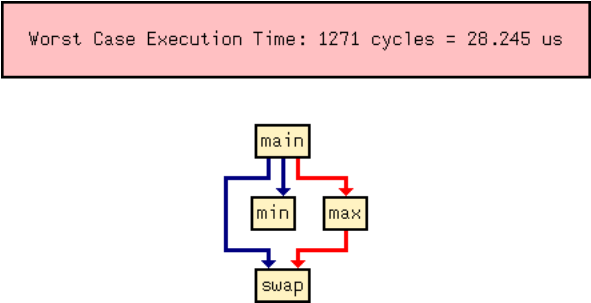 Worst Case Execution Time: 1271 cycles = 28.245 us
main
min max
swap